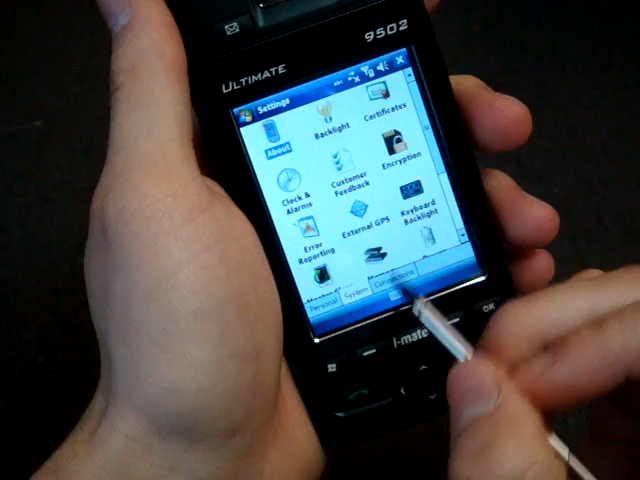 ULTIMATE 9502
Settings
About
Backlight
Certificates
Clock &
Alarms
Customer
Feedback
Encryption
Error
Reporting
External GPS
Keyboard
Backlight
Personal System Connections
i-mate
OK